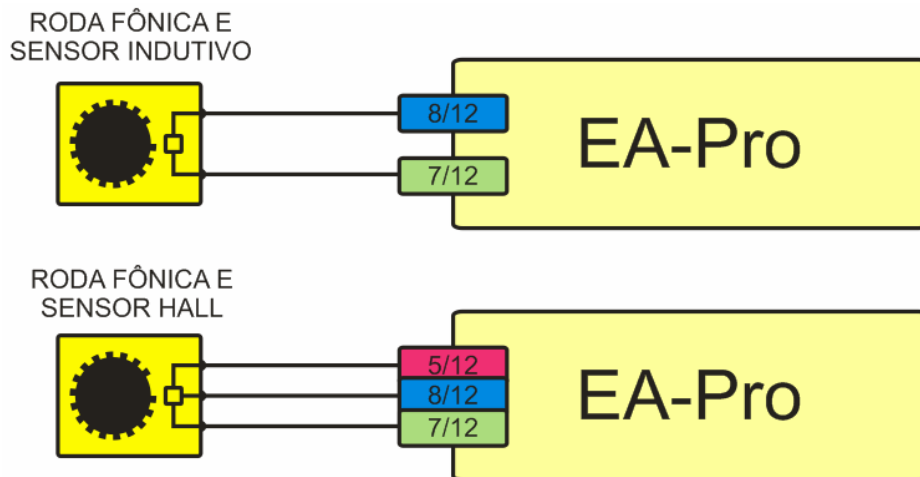 RODA FÔNICA E
SENSOR INDUTIVO
8/12
7/12
EA-Pro
RODA FÔNICA E
SENSOR HALL
5/12
8/12
7/12
EA-Pro